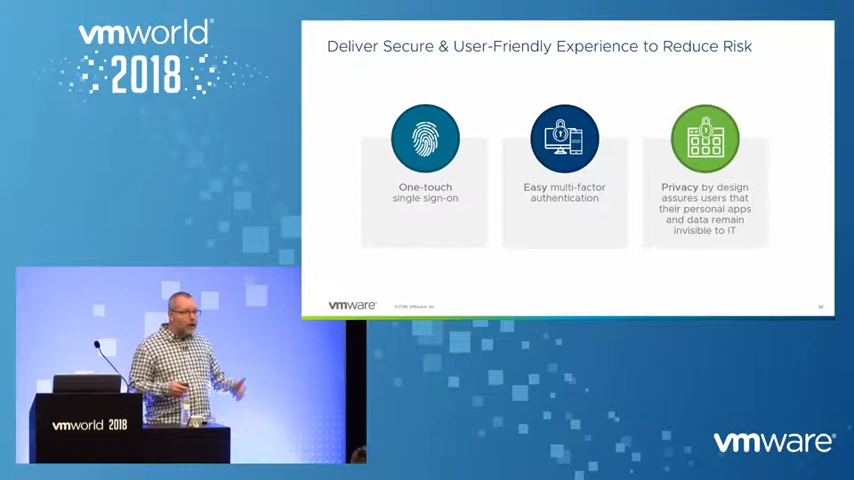 vmworld®
2018
Deliver Secure & User-Friendly Experience to Reduce Risk
One-touch
single sign-on
Easy multi-factor
authentication
Privacy by design
assures users that
their personal apps
and data remain
invisible to IT
vmware®
vmworld 2018
vmware®